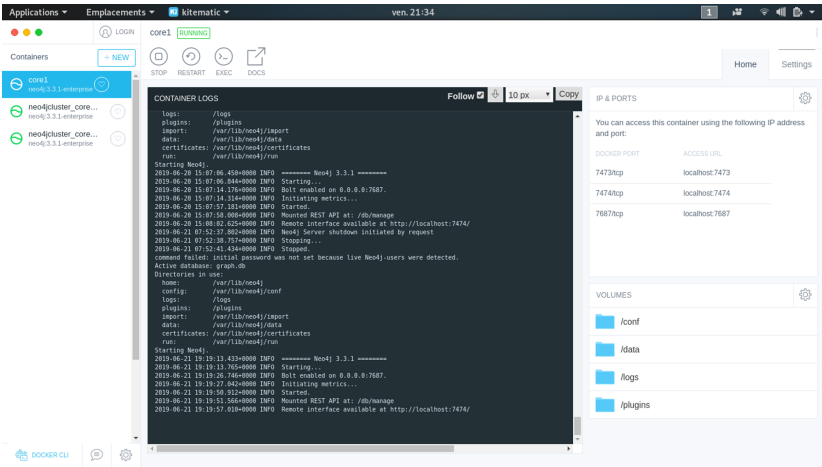 Applications Emplacements kitematic ven. 21:34 1
LOGIN
core1 RUNNING
Containers
+ NEW
STOP RESTART EXEC DOCS
Home Settings
core1
neo4j:3.3.1-enterprise
neo4jcluster_core...
neo4j:3.3.1-enterprise
neo4jcluster_core...
neo4j:3.3.1-enterprise
DOCKER CLI
CONTAINER LOGS
Follow 10 px Copy
logs: /logs
plugins: /plugins
import: /var/lib/neo4j/import
data: /var/lib/neo4j/data
certificates: /var/lib/neo4j/certificates
run: /var/lib/neo4j/run
Starting Neo4j.
2019-06-20 15:07:06.450+0000 INFO ======== Neo4j 3.3.1 ========
2019-06-20 15:07:06.844+0000 INFO Starting...
2019-06-20 15:07:14.176+0000 INFO Bolt enabled on 0.0.0.0:7687.
2019-06-20 15:07:14.314+0000 INFO Initiating metrics...
2019-06-20 15:07:57.181+0000 INFO Started.
2019-06-20 15:07:58.008+0000 INFO Mounted REST API at: /db/manage
2019-06-20 15:08:02.625+0000 INFO Remote interface available at http://localhost:7474/
2019-06-21 07:52:37.802+0000 INFO Neo4j Server shutdown initiated by request
2019-06-21 07:52:38.757+0000 INFO Stopping...
2019-06-21 07:52:41.434+0000 INFO Stopped.
command failed: initial password was not set because live Neo4j-users were detected.
Active database: graph.db
Directories in use:
home: /var/lib/neo4j
config: /var/lib/neo4j/conf
logs: /logs
plugins: /plugins
import: /var/lib/neo4j/import
data: /var/lib/neo4j/data
certificates: /var/lib/neo4j/certificates
run: /var/lib/neo4j/run
Starting Neo4j.
2019-06-21 19:19:13.433+0000 INFO ======== Neo4j 3.3.1 ========
2019-06-21 19:19:13.765+0000 INFO Starting...
2019-06-21 19:19:26.746+0000 INFO Bolt enabled on 0.0.0.0:7687.
2019-06-21 19:19:27.042+0000 INFO Initiating metrics...
2019-06-21 19:19:50.912+0000 INFO Started.
2019-06-21 19:19:51.566+0000 INFO Mounted REST API at: /db/manage
2019-06-21 19:19:57.010+0000 INFO Remote interface available at http://localhost:7474/
IP & PORTS
You can access this container using the following IP address
and port:
DOCKER PORT ACCESS URL
7473/tcp localhost:7473
7474/tcp localhost:7474
7687/tcp localhost:7687
VOLUMES
/conf
/data
/logs
/plugins